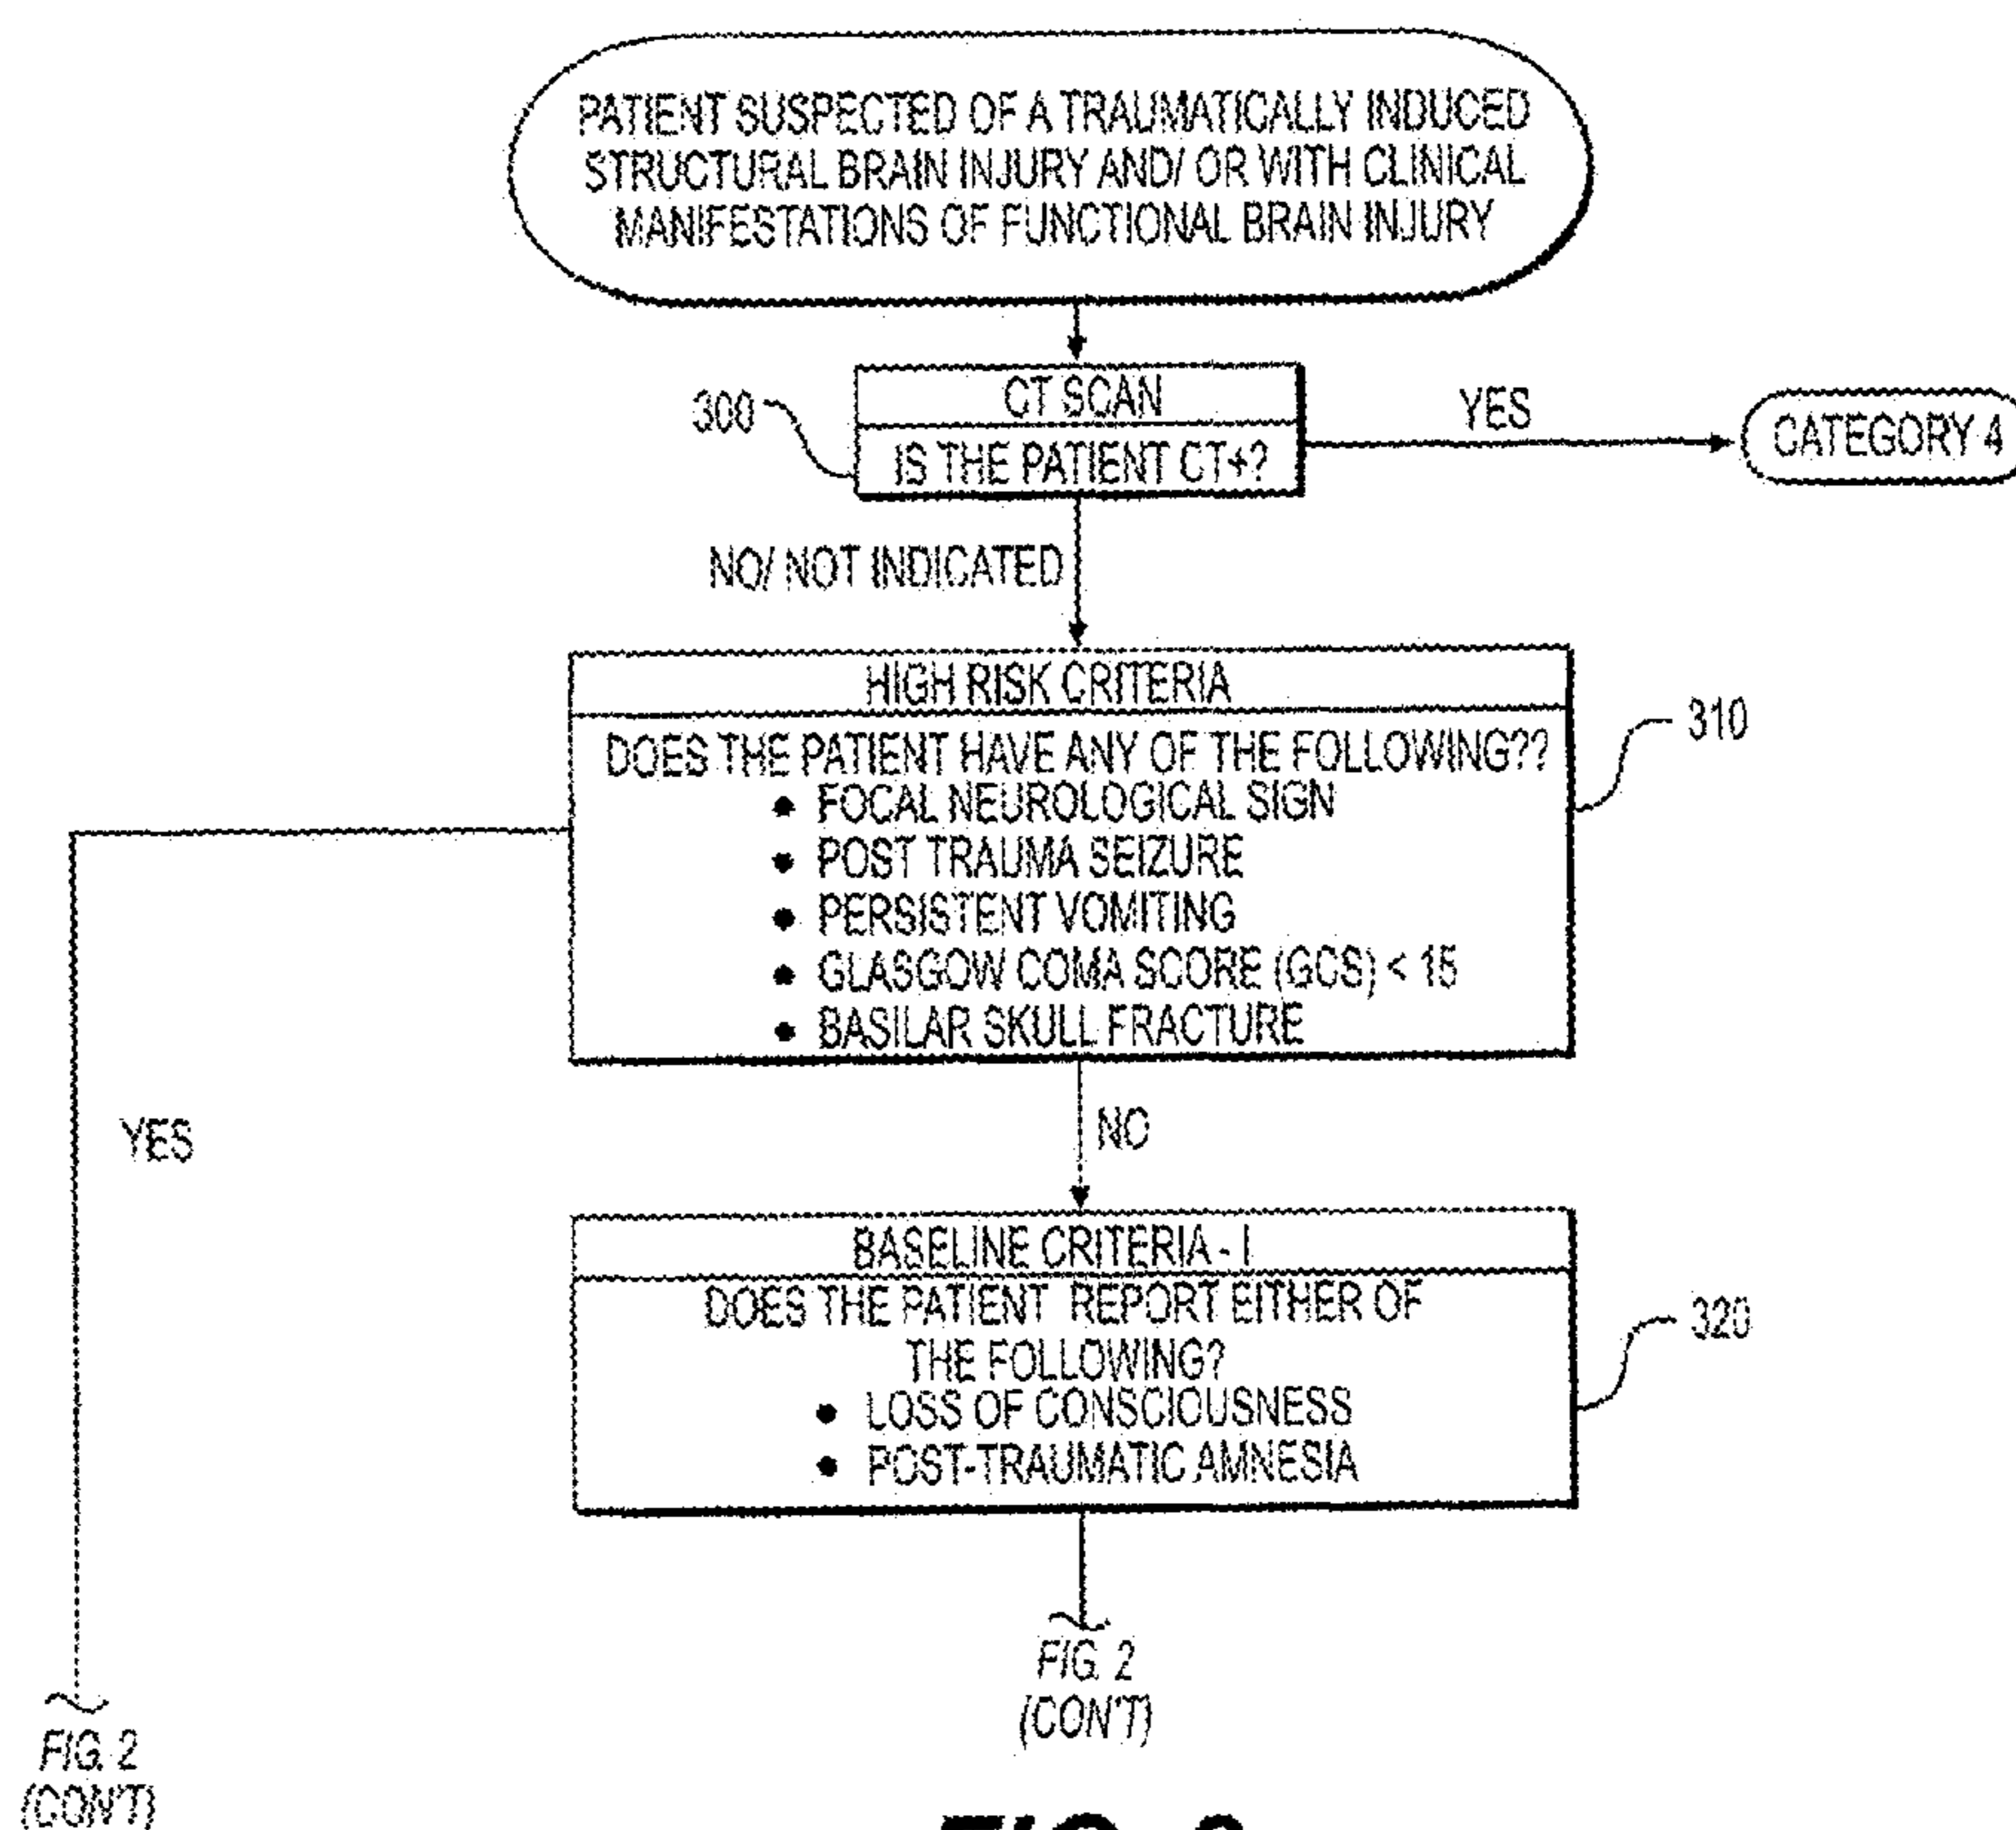 PATIENT SUSPECTED OF A TRAUMATICALLY INDUCED
STRUCTURAL BRAIN INJURY AND/ OR WITH CLINICAL
MANIFESTATIONS OF FUNCTIONAL BRAIN INJURY
CT SCAN
300
IS THE PATIENT CT+?
YES
CATEGORY 4
NO/ NOT INDICATED
HIGH RISK CRITERIA
310
DOES THE PATIENT HAVE ANY OF THE FOLLOWING??
• FOCAL NEUROLOGICAL SIGN
• POST TRAUMA SEIZURE
• PERSISTENT VOMITING
• GLASGOW COMA SCORE (GCS) < 15
• BASILAR SKULL FRACTURE
YES
NO
BASELINE CRITERIA - I
320
DOES THE PATIENT REPORT EITHER OF
THE FOLLOWING?
• LOSS OF CONSCIOUSNESS
• POST-TRAUMATIC AMNESIA
FIG. 2
(CON'T)
FIG. 2
(CON'T)